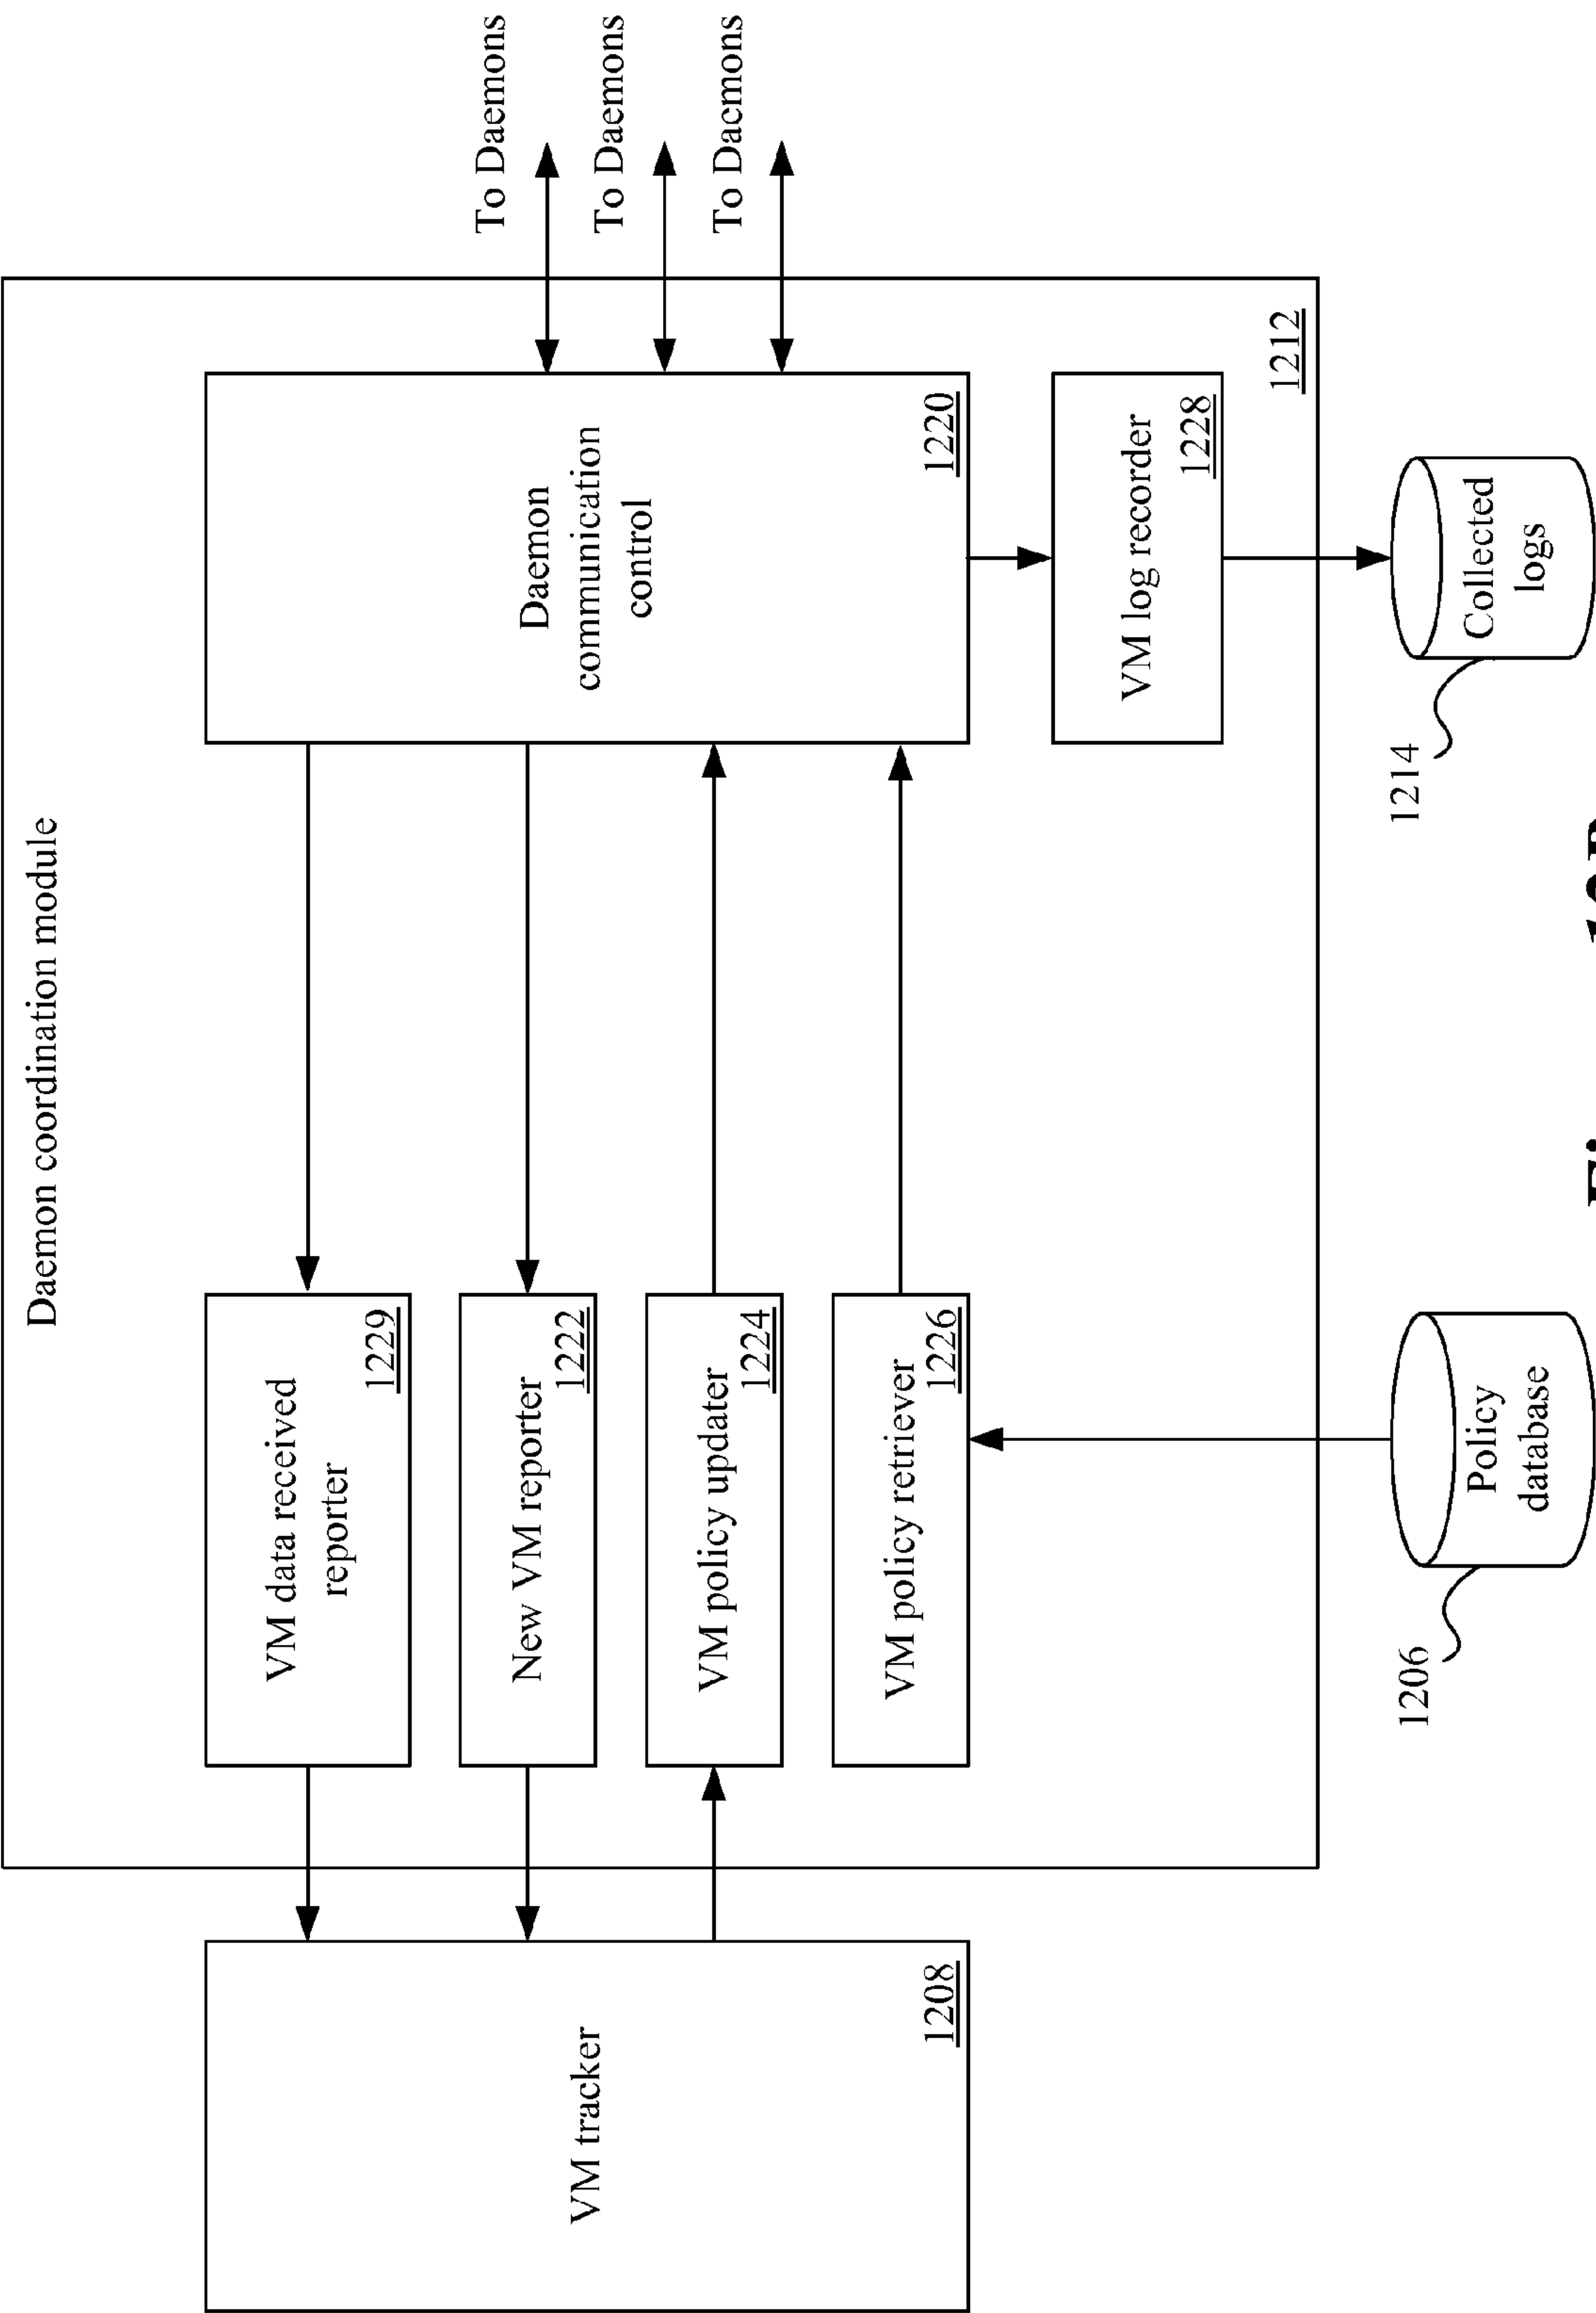 Daemon coordination module
VM tracker
1208
VM data received
reporter
1229
New VM reporter
1222
VM policy updater
1224
VM policy retriever
1226
Daemon
communication
control
1220
VM log recorder
1228
1212
To Daemons
To Daemons
To Daemons
1206
Policy
database
1214
Collected
logs